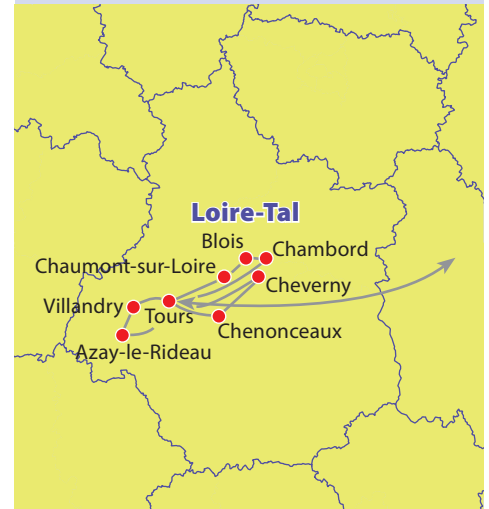 Loire-Tal
Blois
Chambord
Chaumont-sur-Loire
Cheverny
Villandry
Tours
Chenonceaux
Azay-le-Rideau